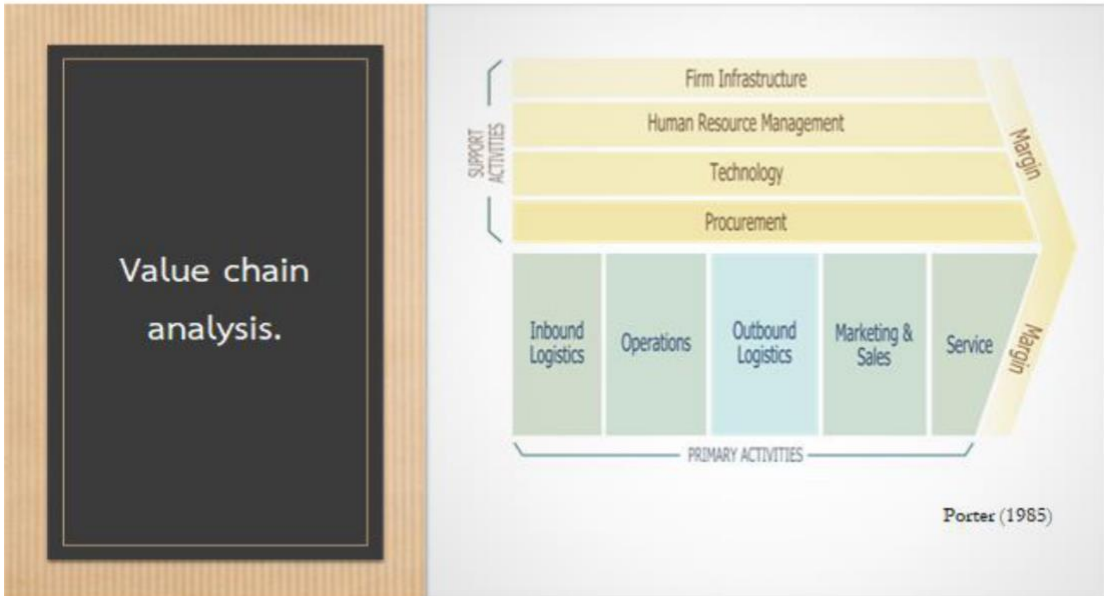 Value chain
analysis.
SUPPORT
ACTIVITIES
Firm Infrastructure
Human Resource Management
Technology
Procurement
Margin
Inbound
Logistics
Operations
Outbound
Logistics
Marketing &
Sales
Service
Margin
PRIMARY ACTIVITIES
Porter (1985)